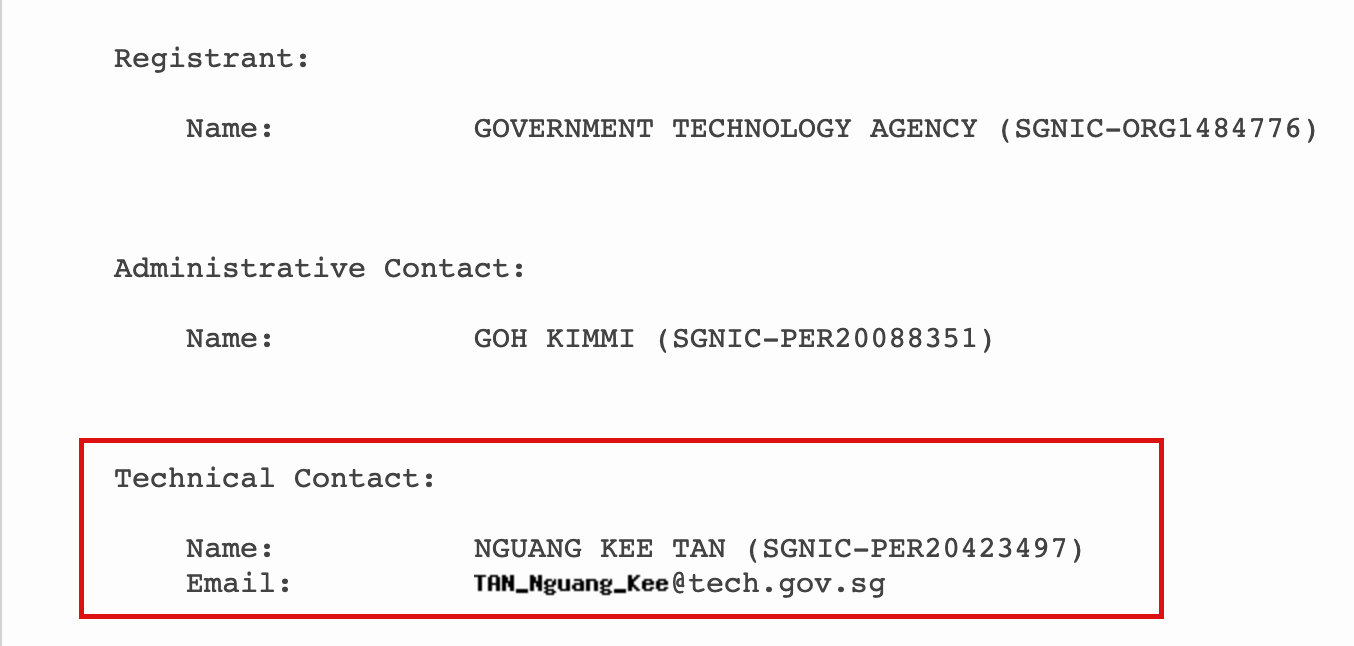 Registrant:
Name: GOVERNMENT TECHNOLOGY AGENCY (SGNIC-ORG1484776)
Administrative Contact:
Name: GOH KIMMI (SGNIC-PER20088351)
Technical Contact:
Name: NGUANG KEE TAN (SGNIC-PER20423497)
Email: TAN_Nguang_Kee@tech.gov.sg